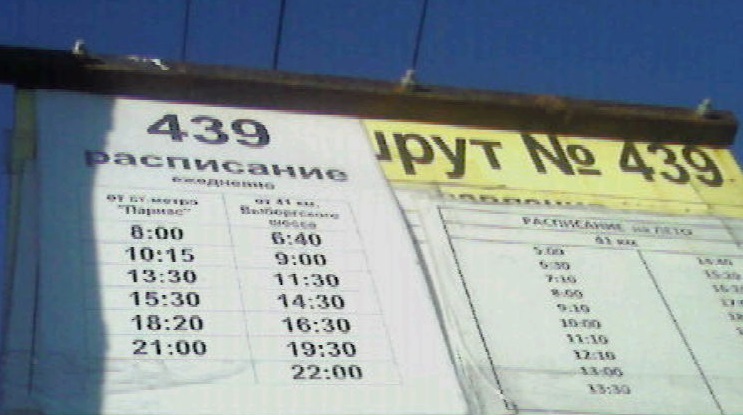 439
расписание
ежедневно
от ст. метро "Парнас"
от 41 км. Выборгского шоссе
8:00 6:40
10:15 9:00
13:30 11:30
15:30 14:30
18:20 16:30
21:00 19:30
22:00
шрут № 439
РАСПИСАНИЕ на ЛЕТО
41 км
5:00
6:30
7:10
8:00
9:10
10:00
11:10
12:10
13:00
13:30